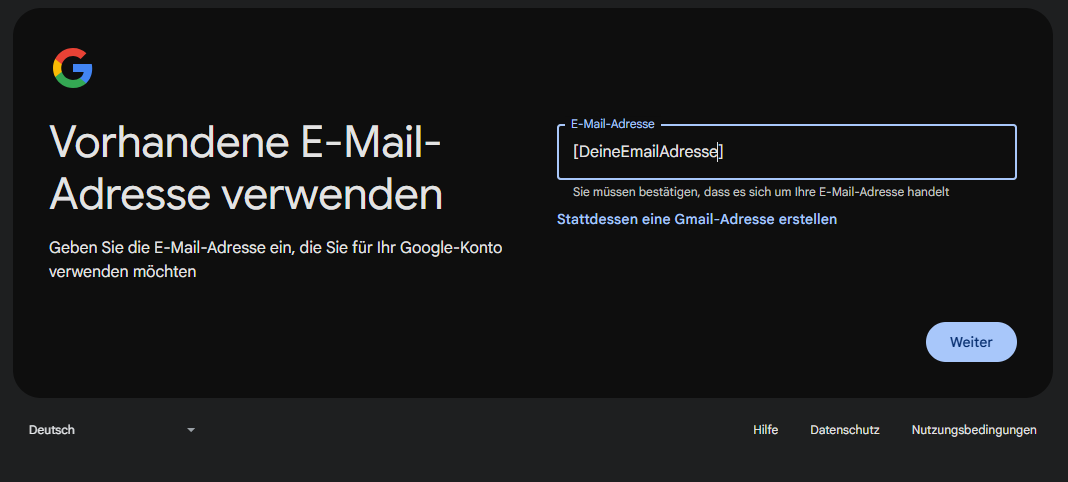 Vorhandene E-Mail-
Adresse verwenden
Geben Sie die E-Mail-Adresse ein, die Sie für Ihr Google-Konto
verwenden möchten
E-Mail-Adresse
[DeineEmailAdresse]
Sie müssen bestätigen, dass es sich um Ihre E-Mail-Adresse handelt
Stattdessen eine Gmail-Adresse erstellen
Weiter
Deutsch
Hilfe
Datenschutz
Nutzungsbedingungen